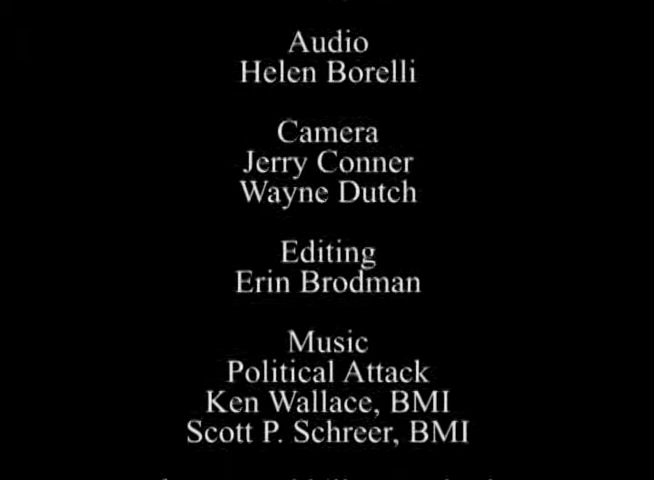 Audio
Helen Borelli
Camera
Jerry Conner
Wayne Dutch
Editing
Erin Brodman
Music
Political Attack
Ken Wallace, BMI
Scott P. Schreer, BMI